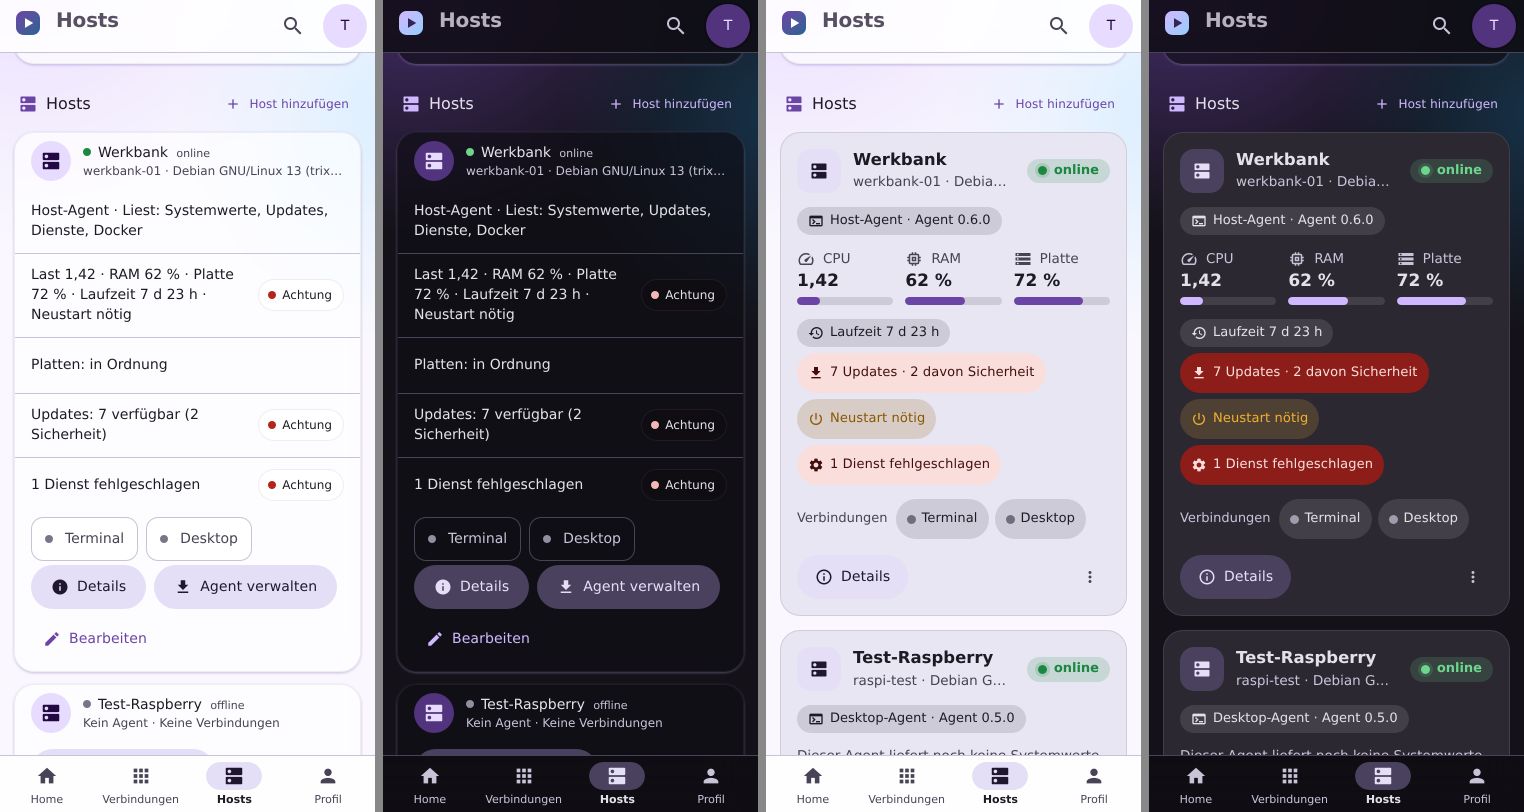 Hosts
T
Hosts
Host hinzufügen
Werkbank online
werkbank-01 · Debian GNU/Linux 13 (trix…
Host-Agent · Liest: Systemwerte, Updates,
Dienste, Docker
Last 1,42 · RAM 62 % · Platte
72 % · Laufzeit 7 d 23 h ·
Neustart nötig
Achtung
Platten: in Ordnung
Updates: 7 verfügbar (2
Sicherheit)
Achtung
1 Dienst fehlgeschlagen
Achtung
Terminal
Desktop
Details
Agent verwalten
Bearbeiten
Test-Raspberry offline
Kein Agent · Keine Verbindungen
Home
Verbindungen
Hosts
Profil
Hosts
T
Hosts
Host hinzufügen
Werkbank online
werkbank-01 · Debian GNU/Linux 13 (trix…
Host-Agent · Liest: Systemwerte, Updates,
Dienste, Docker
Last 1,42 · RAM 62 % · Platte
72 % · Laufzeit 7 d 23 h ·
Neustart nötig
Achtung
Platten: in Ordnung
Updates: 7 verfügbar (2
Sicherheit)
Achtung
1 Dienst fehlgeschlagen
Achtung
Terminal
Desktop
Details
Agent verwalten
Bearbeiten
Test-Raspberry offline
Kein Agent · Keine Verbindungen
Home
Verbindungen
Hosts
Profil
Hosts
T
Hosts
Host hinzufügen
Werkbank
werkbank-01 · Debia…
online
Host-Agent · Agent 0.6.0
CPU
1,42
RAM
62 %
Platte
72 %
Laufzeit 7 d 23 h
7 Updates · 2 davon Sicherheit
Neustart nötig
1 Dienst fehlgeschlagen
Verbindungen
Terminal
Desktop
Details
Test-Raspberry
raspi-test · Debian G…
online
Desktop-Agent · Agent 0.5.0
Dieser Agent liefert noch keine Systemwerte
Home
Verbindungen
Hosts
Profil
Hosts
T
Hosts
Host hinzufügen
Werkbank
werkbank-01 · Debia…
online
Host-Agent · Agent 0.6.0
CPU
1,42
RAM
62 %
Platte
72 %
Laufzeit 7 d 23 h
7 Updates · 2 davon Sicherheit
Neustart nötig
1 Dienst fehlgeschlagen
Verbindungen
Terminal
Desktop
Details
Test-Raspberry
raspi-test · Debian G…
online
Desktop-Agent · Agent 0.5.0
Dieser Agent liefert noch keine Systemwerte
Home
Verbindungen
Hosts
Profil